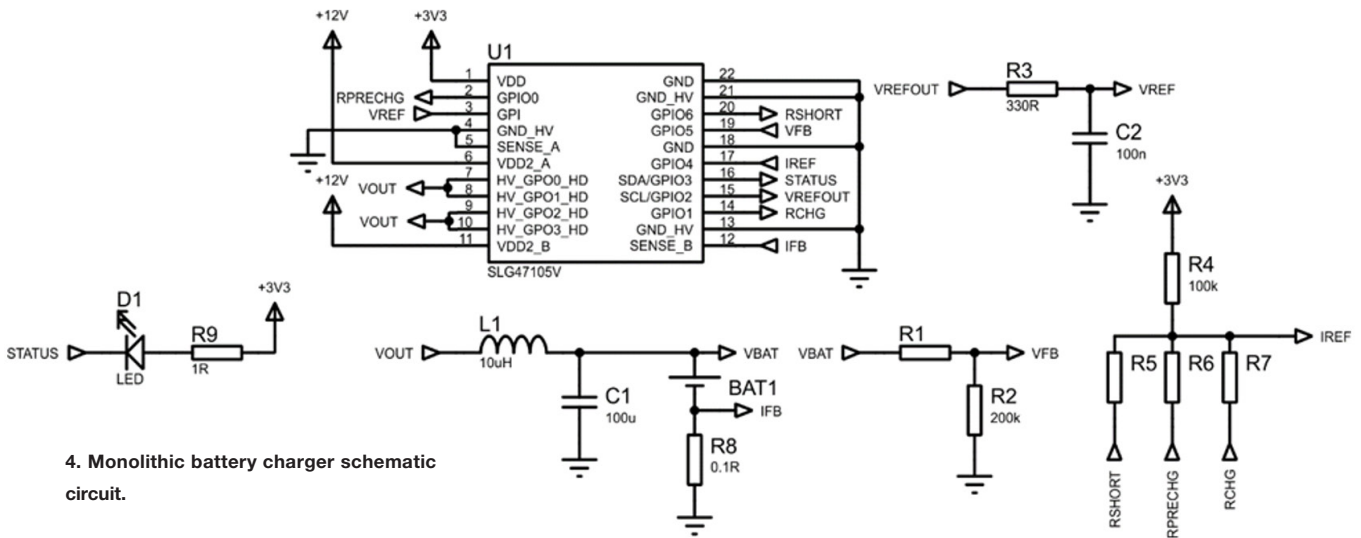 +12V
+3V3
U1
1 VDD
RPRECHG 2 GPIO0
VREF 3 GPI
4 GND_HV
5 SENSE_A
6 VDD2_A
+12V
VOUT 7 HV_GPO0_HD
8 HV_GPO1_HD
VOUT 9 HV_GPO2_HD
10 HV_GPO3_HD
11 VDD2_B
GND 22
GND_HV 21
GPIO6 20 RSHORT
GPIO5 19 VFB
GND 18
GPIO4 17 IREF
SDA/GPIO3 16 STATUS
SCL/GPIO2 15 VREFOUT
GPIO1 14 RCHG
GND_HV 13
SENSE_B 12 IFB
SLG47105V
VREFOUT
R3
330R
VREF
C2
100n
+3V3
R4
100k
IREF
R5
R6
R7
RSHORT
RPRECHG
RCHG
STATUS
D1
LED
R9
1R
+3V3
VOUT
L1
10uH
VBAT
C1
100u
BAT1
IFB
R8
0.1R
VBAT
R1
VFB
R2
200k
4. Monolithic battery charger schematic
circuit.